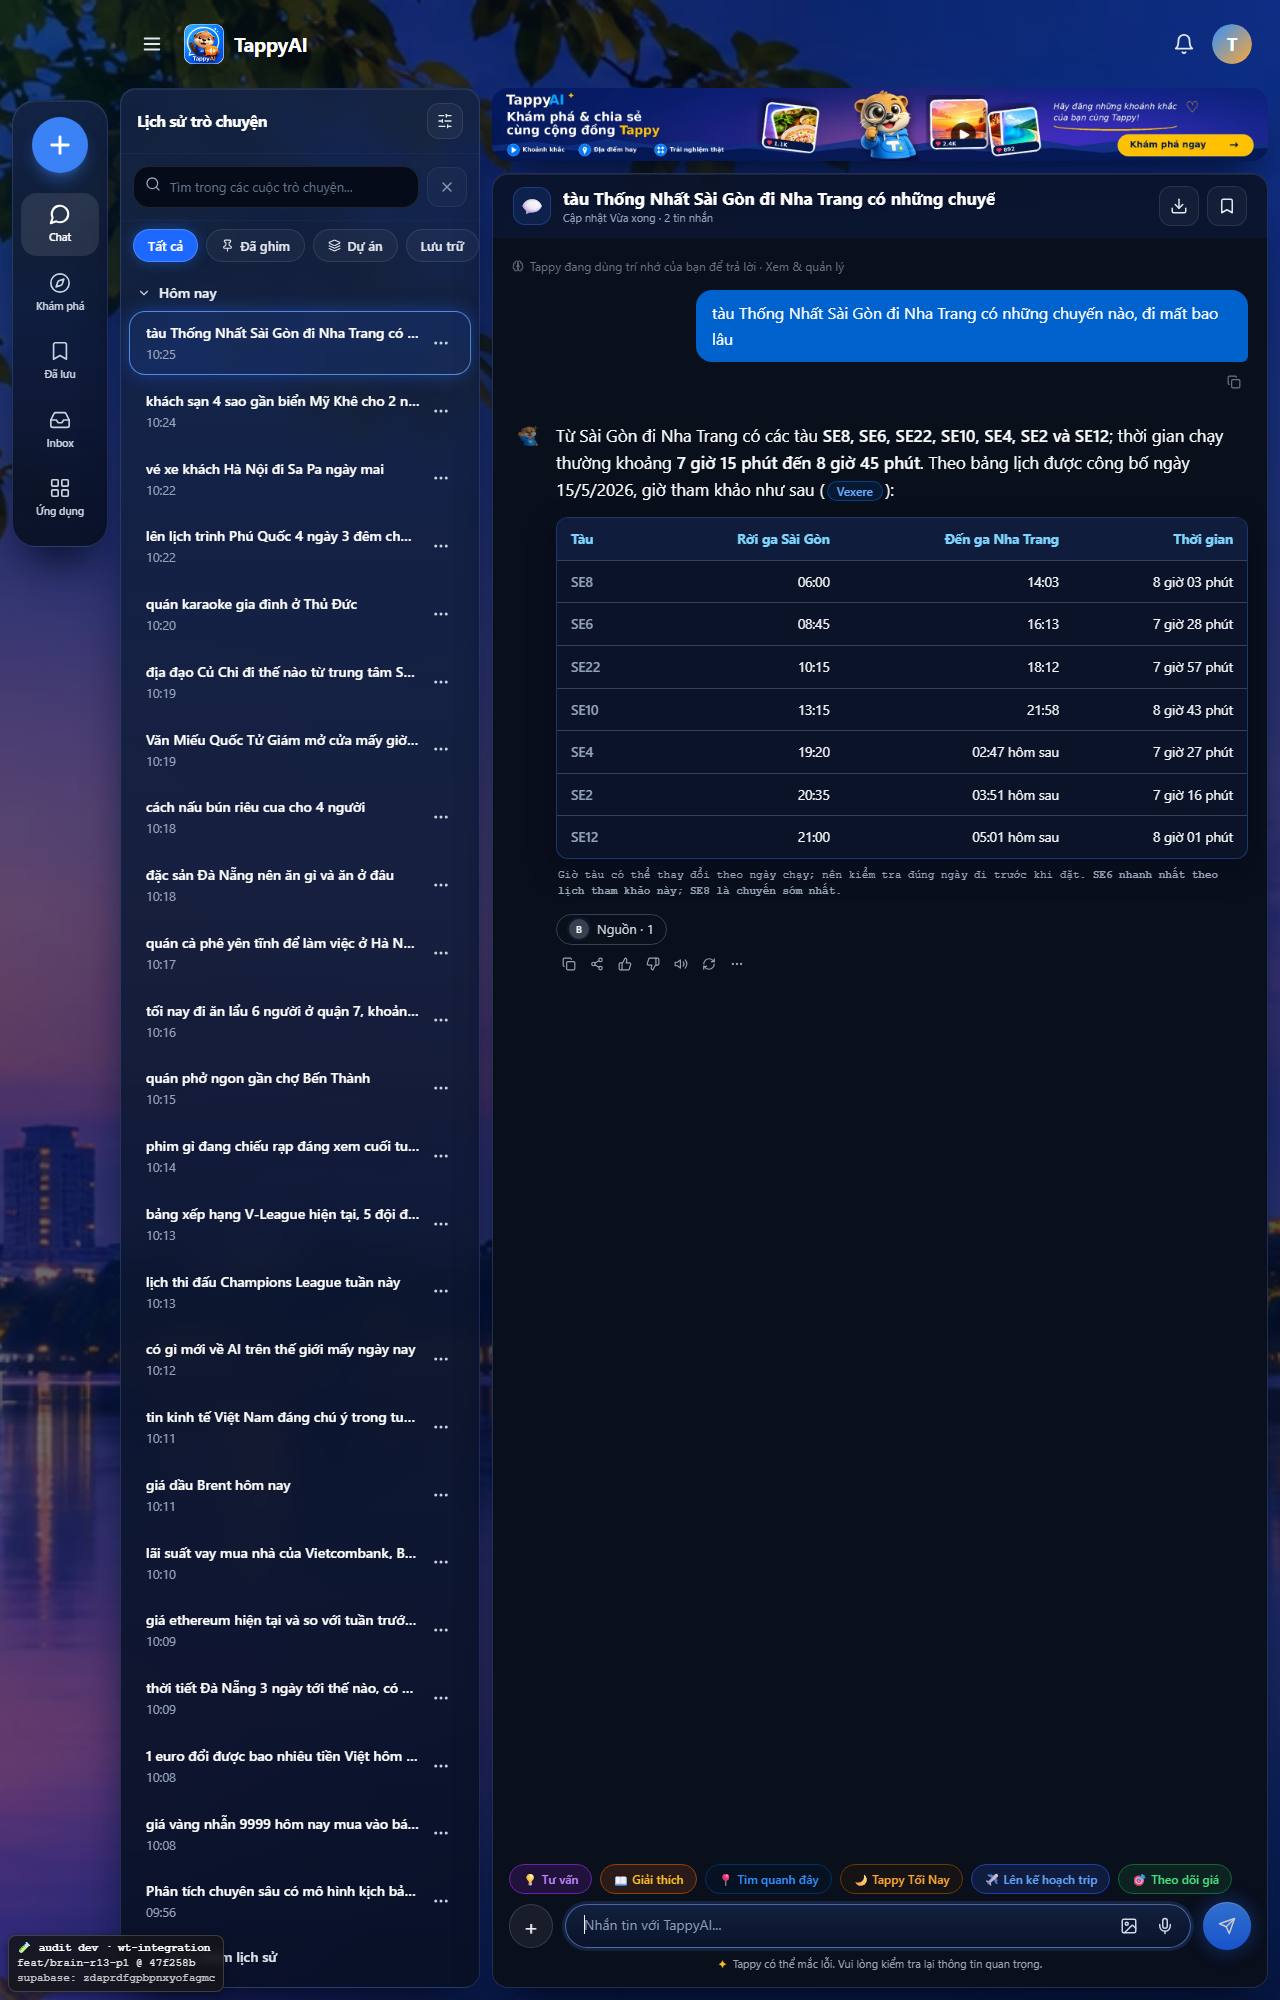 TappyAI
T
TappyAI
Khám phá & chia sẻ
cùng cộng đồng Tappy
Khoảnh khắc
Địa điểm hay
Trải nghiệm thật
1.1K
2.4K
892
Hãy đăng những khoảnh khắc
của bạn cùng Tappy!
Khám phá ngay →
Chat
Khám phá
Đã lưu
Inbox
Ứng dụng
Lịch sử trò chuyện
Tìm trong các cuộc trò chuyện...
Tất cả
Đã ghim
Dự án
Lưu trữ
Hôm nay
tàu Thống Nhất Sài Gòn đi Nha Trang có ...
10:25
khách sạn 4 sao gần biển Mỹ Khê cho 2 n...
10:24
vé xe khách Hà Nội đi Sa Pa ngày mai
10:22
lên lịch trình Phú Quốc 4 ngày 3 đêm ch...
10:22
quán karaoke gia đình ở Thủ Đức
10:20
địa đạo Củ Chi đi thế nào từ trung tâm S...
10:19
Văn Miếu Quốc Tử Giám mở cửa mấy giờ...
10:19
cách nấu bún riêu cua cho 4 người
10:18
đặc sản Đà Nẵng nên ăn gì và ăn ở đâu
10:18
quán cà phê yên tĩnh để làm việc ở Hà N...
10:17
tối nay đi ăn lẩu 6 người ở quận 7, khoản...
10:16
quán phở ngon gần chợ Bến Thành
10:15
phim gì đang chiếu rạp đáng xem cuối tu...
10:14
bảng xếp hạng V-League hiện tại, 5 đội đ...
10:13
lịch thi đấu Champions League tuần này
10:13
có gì mới về AI trên thế giới mấy ngày nay
10:12
tin kinh tế Việt Nam đáng chú ý trong tu...
10:11
giá dầu Brent hôm nay
10:11
lãi suất vay mua nhà của Vietcombank, B...
10:10
giá ethereum hiện tại và so với tuần trướ...
10:09
thời tiết Đà Nẵng 3 ngày tới thế nào, có ...
10:09
1 euro đổi được bao nhiêu tiền Việt hôm ...
10:08
giá vàng nhẫn 9999 hôm nay mua vào bá...
10:08
Phân tích chuyên sâu có mô hình kịch bả...
09:56
m lịch sử
audit dev · wt-integration
feat/brain-r13-p1 @ 47f258b
supabase: zdaprdfgpbpnxyofagmc
tàu Thống Nhất Sài Gòn đi Nha Trang có những chuyế
Cập nhật Vừa xong · 2 tin nhắn
Tappy đang dùng trí nhớ của bạn để trả lời · Xem & quản lý
tàu Thống Nhất Sài Gòn đi Nha Trang có những chuyến nào, đi mất bao
lâu
Từ Sài Gòn đi Nha Trang có các tàu SE8, SE6, SE22, SE10, SE4, SE2 và SE12; thời gian chạy
thường khoảng 7 giờ 15 phút đến 8 giờ 45 phút. Theo bảng lịch được công bố ngày
15/5/2026, giờ tham khảo như sau ( Vexere ):
Tàu Rời ga Sài Gòn Đến ga Nha Trang Thời gian
SE8 06:00 14:03 8 giờ 03 phút
SE6 08:45 16:13 7 giờ 28 phút
SE22 10:15 18:12 7 giờ 57 phút
SE10 13:15 21:58 8 giờ 43 phút
SE4 19:20 02:47 hôm sau 7 giờ 27 phút
SE2 20:35 03:51 hôm sau 7 giờ 16 phút
SE12 21:00 05:01 hôm sau 8 giờ 01 phút
Giờ tàu có thể thay đổi theo ngày chạy; nên kiểm tra đúng ngày đi trước khi đặt. SE6 nhanh nhất theo
lịch tham khảo này; SE8 là chuyến sớm nhất.
B Nguồn · 1
Tư vấn
Giải thích
Tìm quanh đây
Tappy Tối Nay
Lên kế hoạch trip
Theo dõi giá
Nhắn tin với TappyAI...
Tappy có thể mắc lỗi. Vui lòng kiểm tra lại thông tin quan trọng.